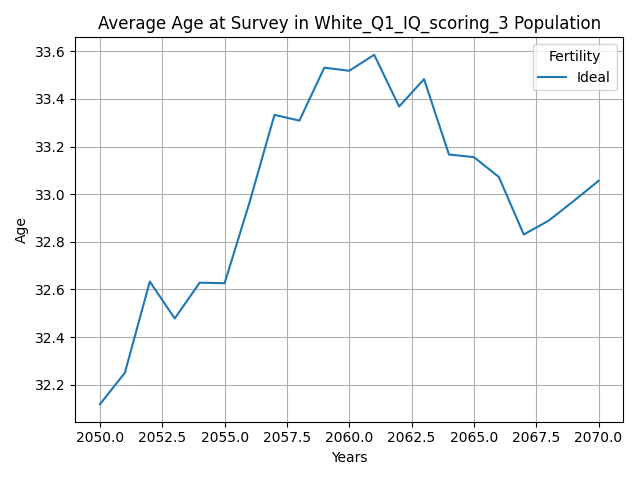 Average Age at Survey in White_Q1_IQ_scoring_3 Population
Fertility
Ideal
33.6
33.4
33.2
33.0
32.8
32.6
32.4
32.2
Age
2050.0 2052.5 2055.0 2057.5 2060.0 2062.5 2065.0 2067.5 2070.0
Years